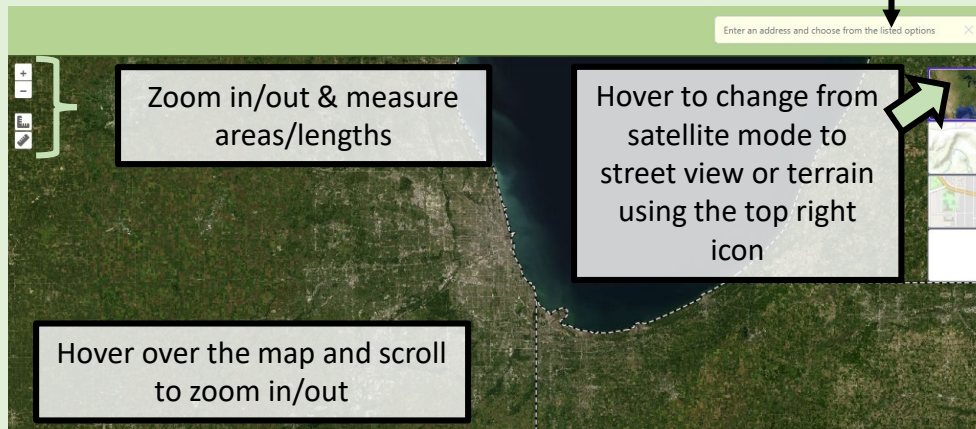 Enter an address and choose from the listed options
+
−
Zoom in/out & measure
areas/lengths
Hover to change from
satellite mode to
street view or terrain
using the top right
icon
Hover over the map and scroll
to zoom in/out